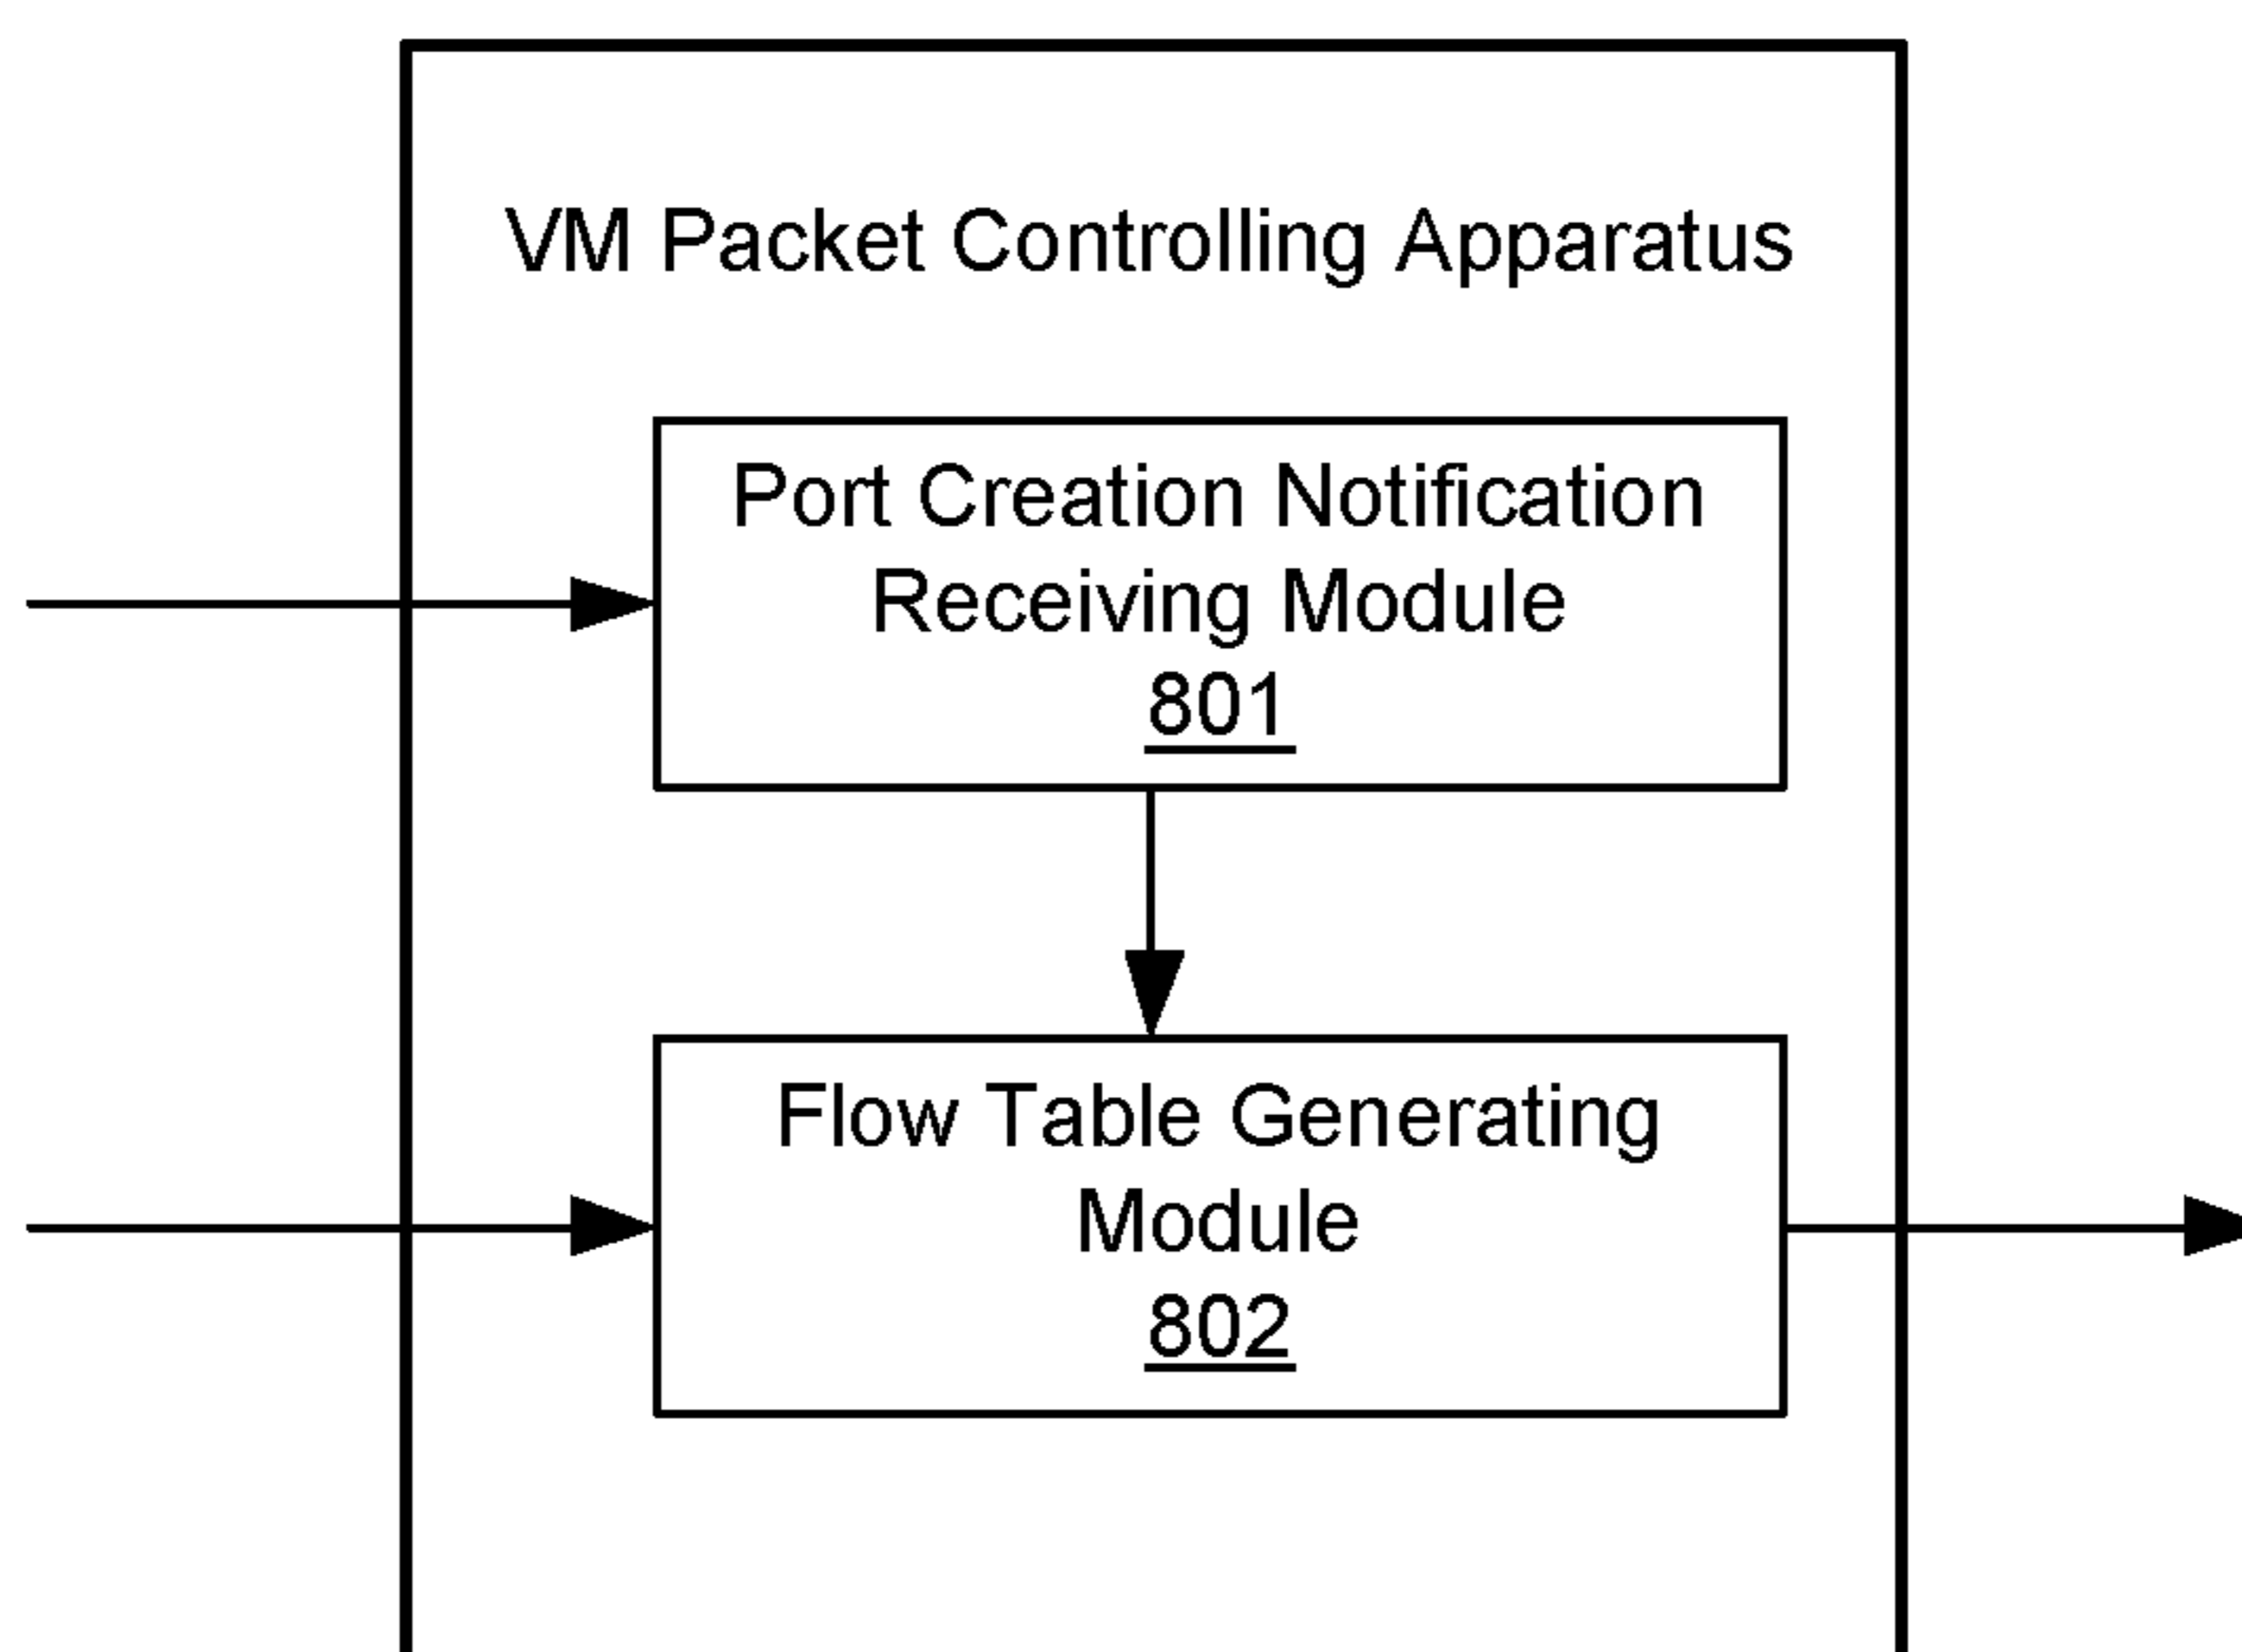 VM Packet Controlling Apparatus
Port Creation Notification
Receiving Module
801
Flow Table Generating
Module
802